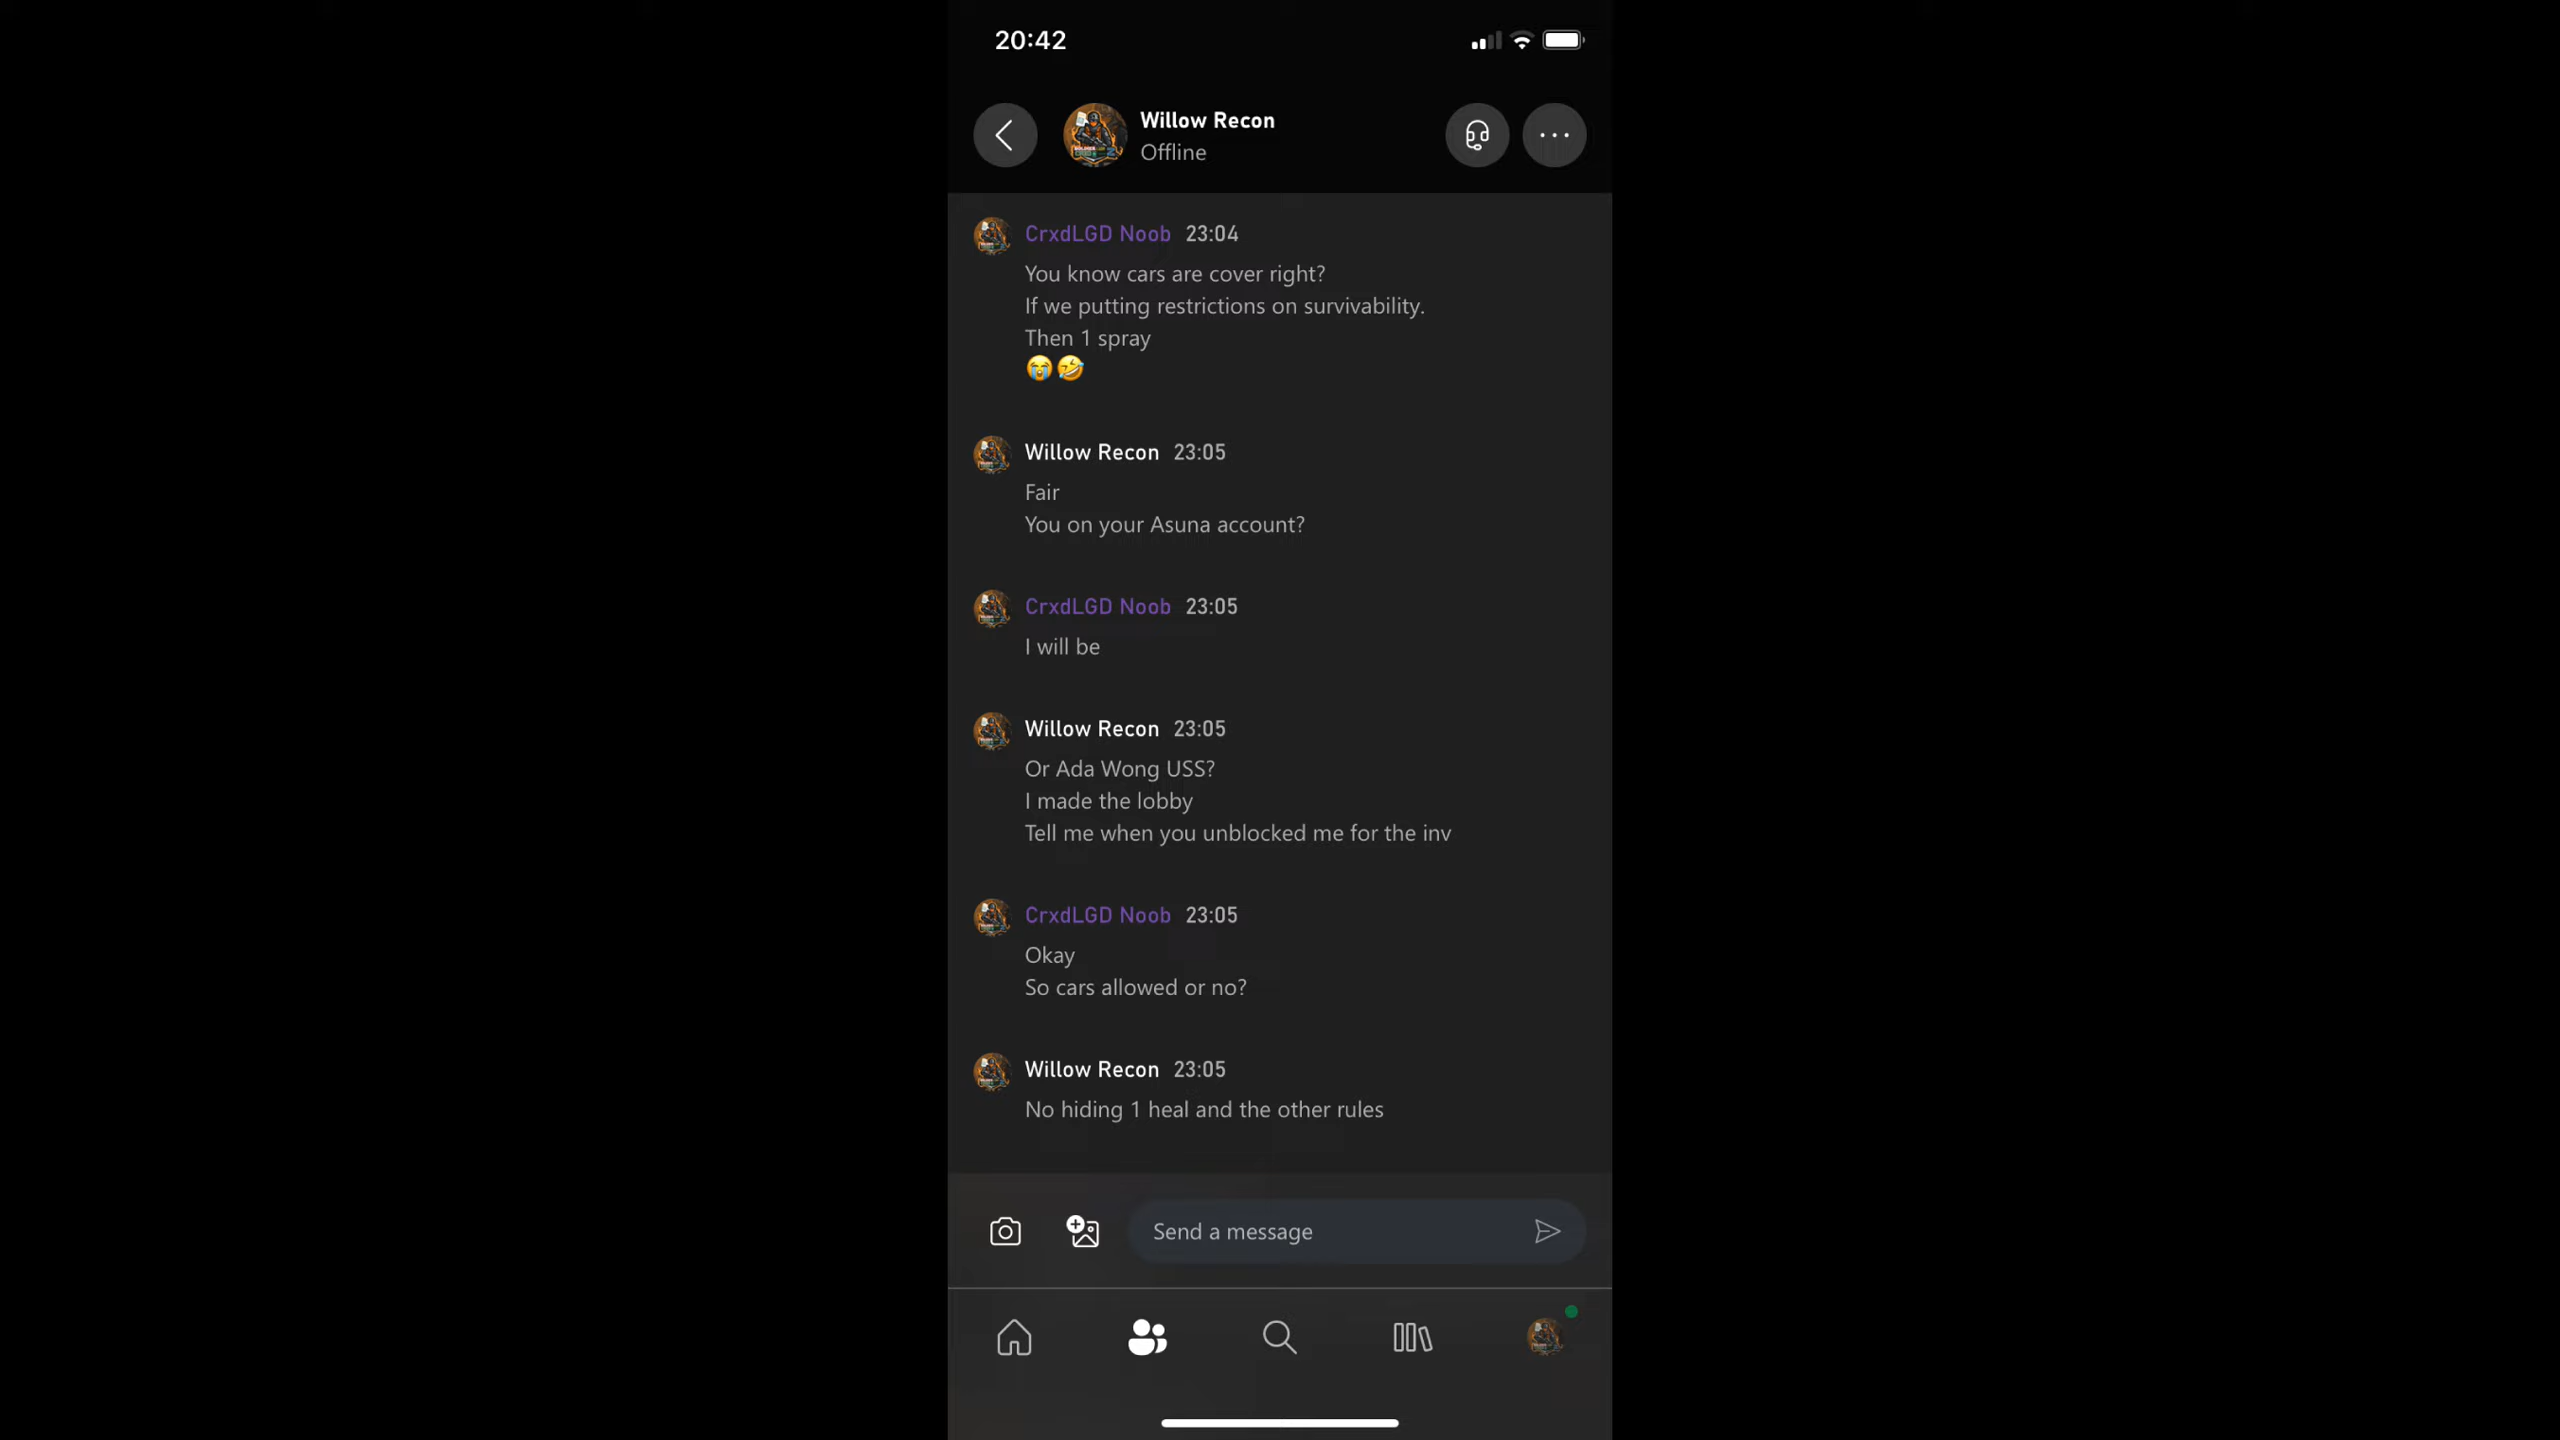 20:42
Willow Recon
Offline
CrxdLGD Noob 23:04
You know cars are cover right?
If we putting restrictions on survivability.
Then 1 spray
😭🤣
Willow Recon 23:05
Fair
You on your Asuna account?
CrxdLGD Noob 23:05
I will be
Willow Recon 23:05
Or Ada Wong USS?
I made the lobby
Tell me when you unblocked me for the inv
CrxdLGD Noob 23:05
Okay
So cars allowed or no?
Willow Recon 23:05
No hiding 1 heal and the other rules
Send a message